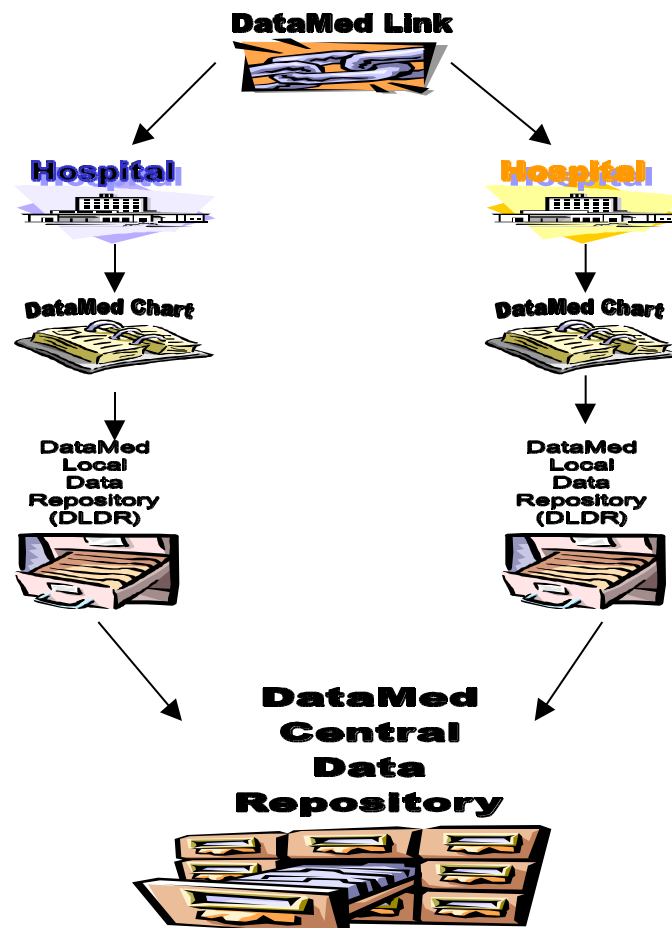 DataMed Link
Hospital
Hospital
DataMed Chart
DataMed Chart
DataMed
Local
Data
Repository
(DLDR)
DataMed
Local
Data
Repository
(DLDR)
DataMed
Central
Data
Repository